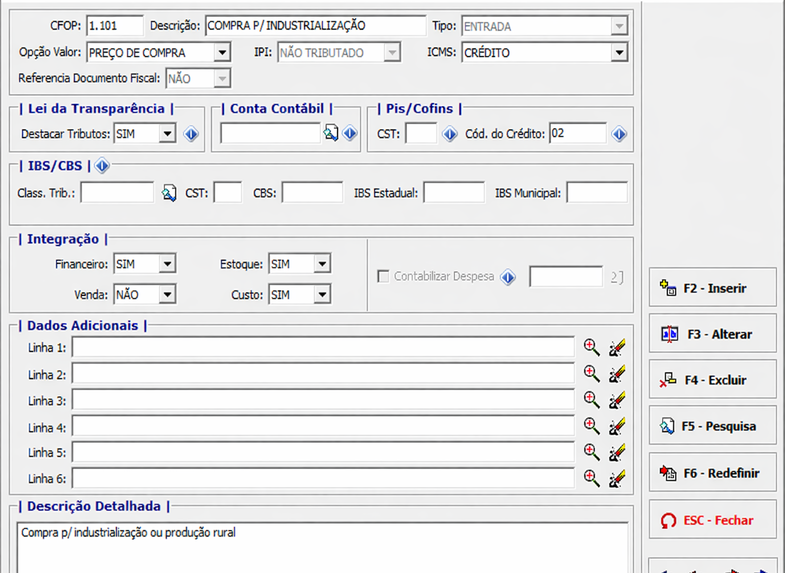 CFOP: 1.101 Descrição: COMPRA P/ INDUSTRIALIZAÇÃO Tipo: ENTRADA
Opção Valor: PREÇO DE COMPRA IPI: NÃO TRIBUTADO ICMS: CRÉDITO
Referencia Documento Fiscal: NÃO
| Lei da Transparência | | Conta Contábil | | Pis/Cofins |
Destacar Tributos: SIM CST: Cód. do Crédito: 02
| IBS/CBS |
Class. Trib.: CST: CBS: IBS Estadual: IBS Municipal:
| Integração |
Financeiro: SIM Estoque: SIM
Contabilizar Despesa
Venda: NÃO Custo: SIM
| Dados Adicionais |
Linha 1:
Linha 2:
Linha 3:
Linha 4:
Linha 5:
Linha 6:
| Descrição Detalhada |
Compra p/ industrialização ou produção rural
F2 - Inserir
F3 - Alterar
F4 - Excluir
F5 - Pesquisa
F6 - Redefinir
ESC - Fechar